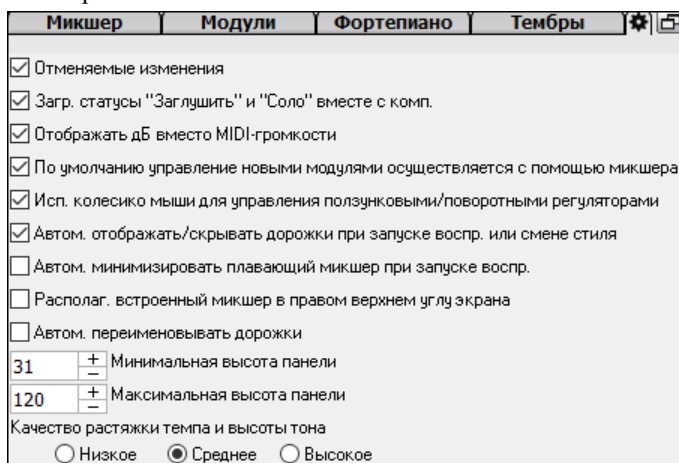 Микшер Модули Фортепиано Тембры
Отменяемые изменения
Загр. статусы "Заглушить" и "Соло" вместе с комп.
Отображать дБ вместо MIDI-громкости
По умолчанию управление новыми модулями осуществляется с помощью микшера
Исп. колесико мыши для управления ползунковыми/поворотными регуляторами
Автом. отображать/скрывать дорожки при запуске воспр. или смене стиля
Автом. минимизировать плавающий микшер при запуске воспр.
Располаг. встроенный микшер в правом верхнем углу экрана
Автом. переименовывать дорожки
31 Минимальная высота панели
120 Максимальная высота панели
Качество растяжки темпа и высоты тона
Низкое Среднее Высокое